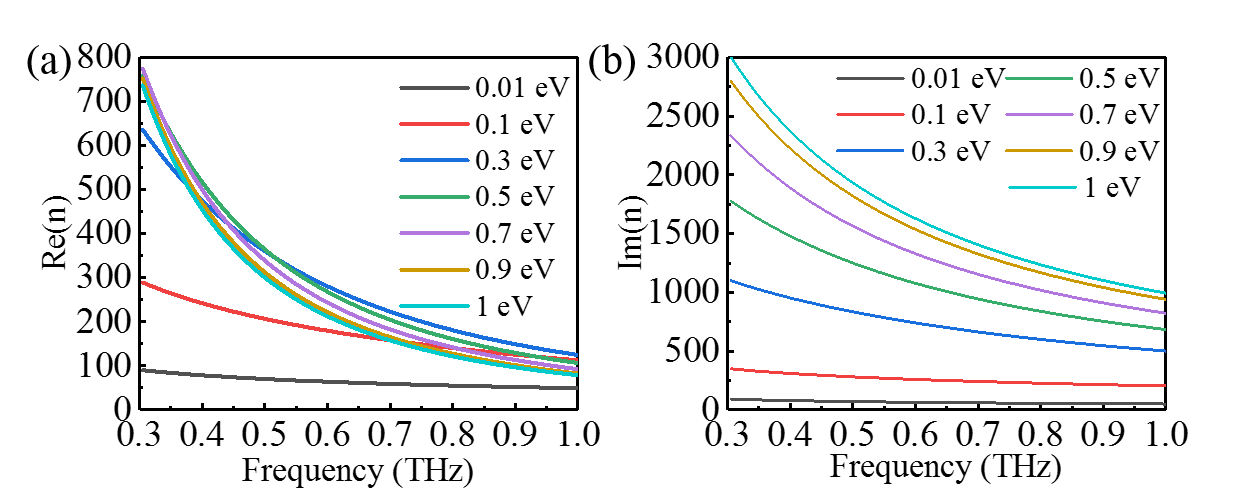 (a)
800
700
600
500
400
300
200
100
0
Re(n)
0.01 eV
0.1 eV
0.3 eV
0.5 eV
0.7 eV
0.9 eV
1 eV
0.3 0.4 0.5 0.6 0.7 0.8 0.9 1.0
Frequency (THz)
(b)
3000
2500
2000
1500
1000
500
0
Im(n)
0.01 eV 0.5 eV
0.1 eV 0.7 eV
0.3 eV 0.9 eV
1 eV
0.3 0.4 0.5 0.6 0.7 0.8 0.9 1.0
Frequency (THz)